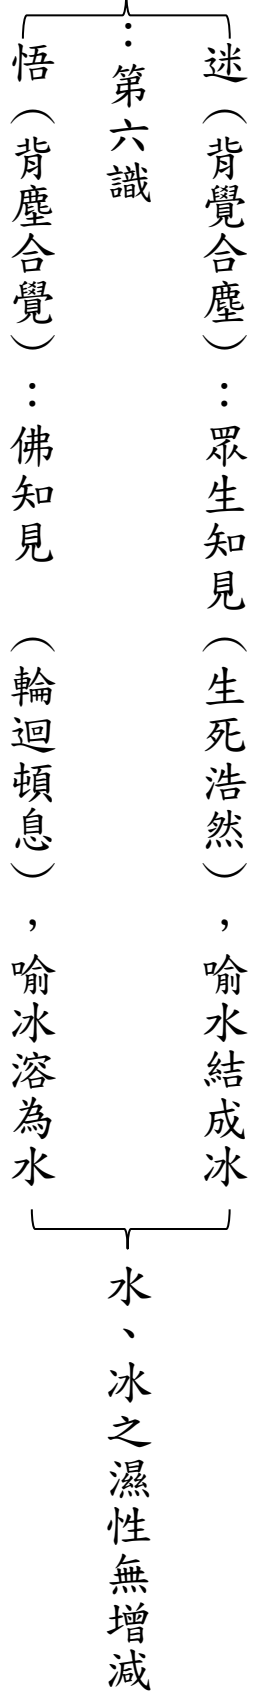 迷（背覺合塵）：眾生知見（生死浩然），喻水結成冰
：第六識
悟（背塵合覺）：佛知見　（輪迴頓息），喻冰溶為水
水、冰之濕性無增減